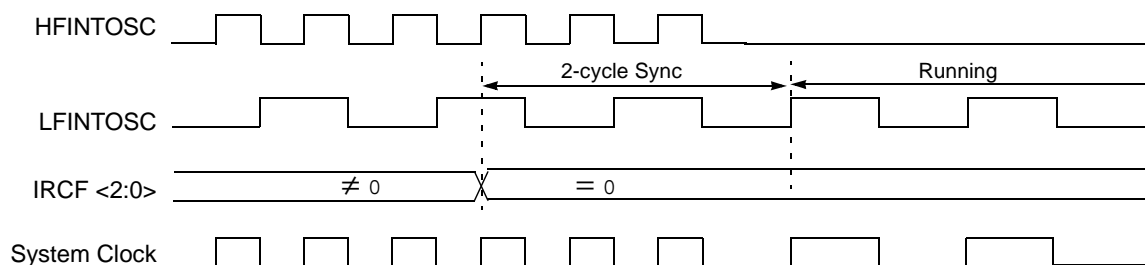 HFINTOSC
2-cycle Sync
Running
LFINTOSC
IRCF <2:0>
≠ 0
= 0
System Clock